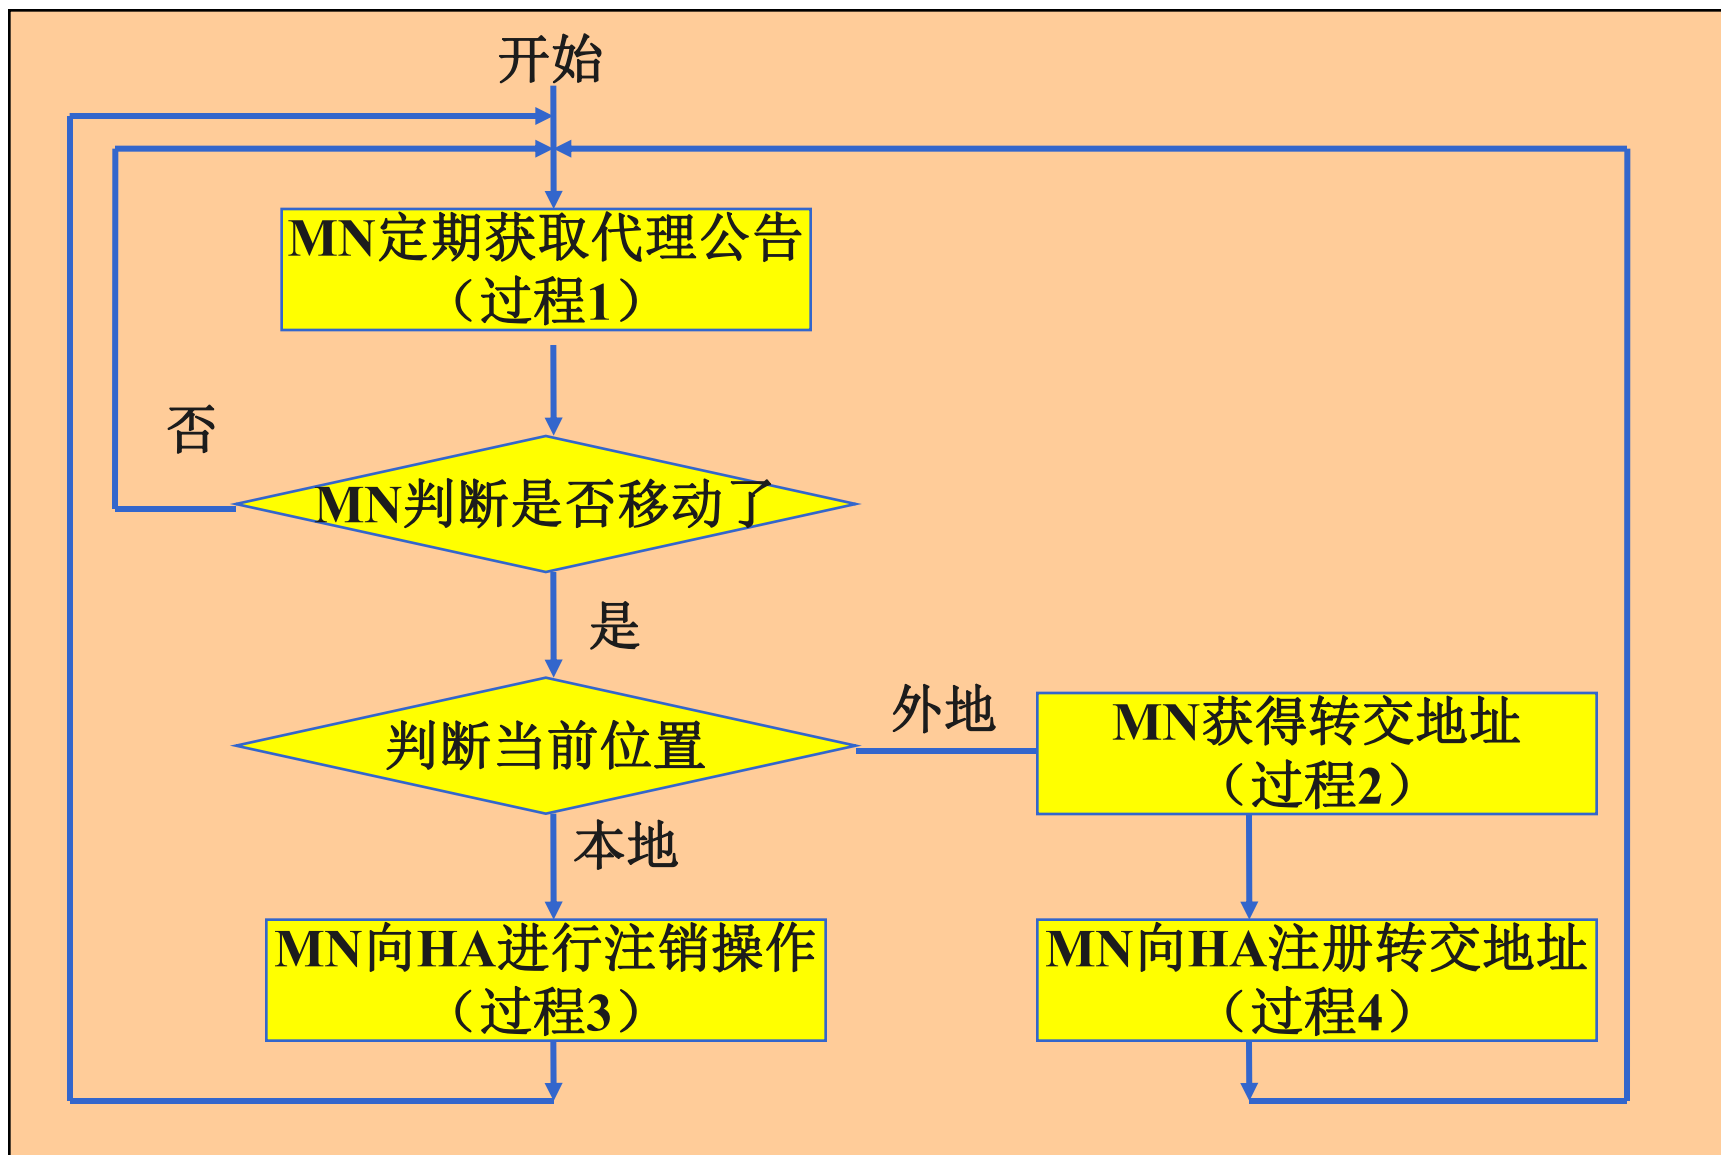 开始
MN定期获取代理公告
（过程1）
否
MN判断是否移动了
是
外地
判断当前位置
MN获得转交地址
（过程2）
本地
MN向HA进行注销操作
（过程3）
MN向HA注册转交地址
（过程4）